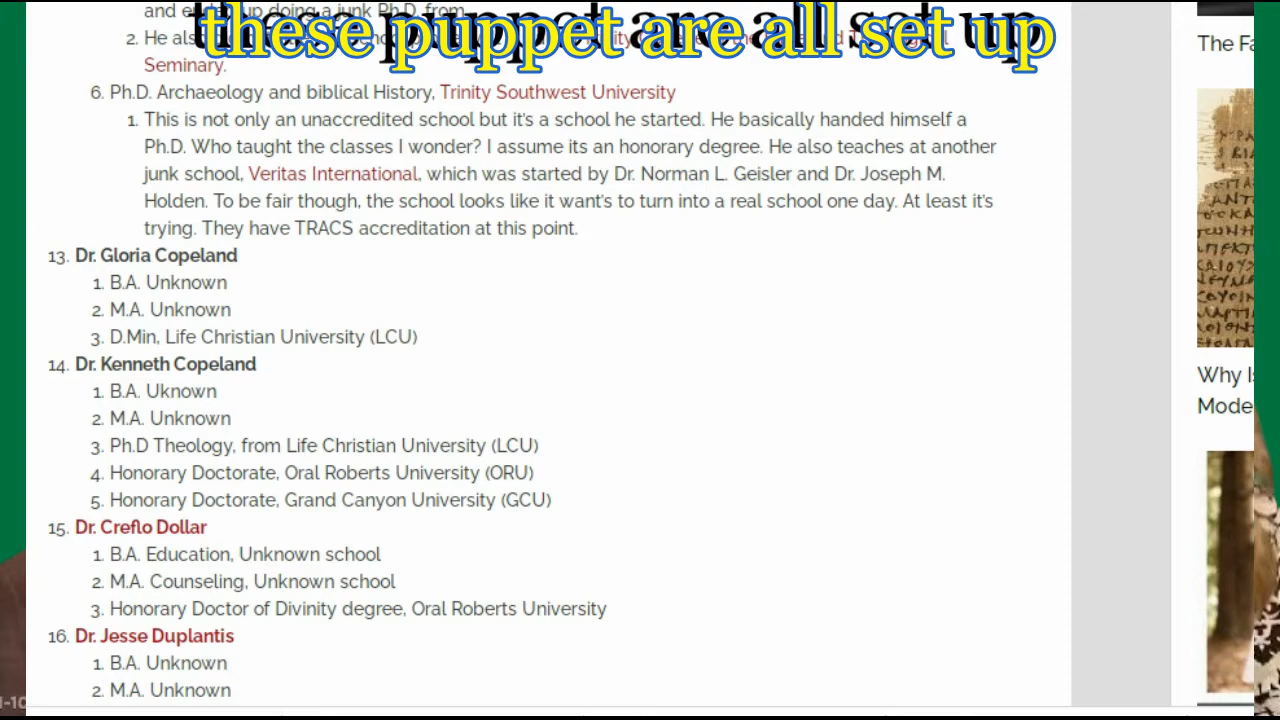 these puppet are all set up
and en up doing a junk Ph.D. from
2. He als
Seminary.
6. Ph.D. Archaeology and biblical History, Trinity Southwest University
1. This is not only an unaccredited school but it's a school he started. He basically handed himself a
Ph.D. Who taught the classes I wonder? I assume its an honorary degree. He also teaches at another
junk school, Veritas International, which was started by Dr. Norman L. Geisler and Dr. Joseph M.
Holden. To be fair though, the school looks like it want's to turn into a real school one day. At least it's
trying. They have TRACS accreditation at this point.
13. Dr. Gloria Copeland
1. B.A. Unknown
2. M.A. Unknown
3. D.Min, Life Christian University (LCU)
14. Dr. Kenneth Copeland
1. B.A. Uknown
2. M.A. Unknown
3. Ph.D Theology, from Life Christian University (LCU)
4. Honorary Doctorate, Oral Roberts University (ORU)
5. Honorary Doctorate, Grand Canyon University (GCU)
15. Dr. Creflo Dollar
1. B.A. Education, Unknown school
2. M.A. Counseling, Unknown school
3. Honorary Doctor of Divinity degree, Oral Roberts University
16. Dr. Jesse Duplantis
1. B.A. Unknown
2. M.A. Unknown
The Fa
Why Is
Mode